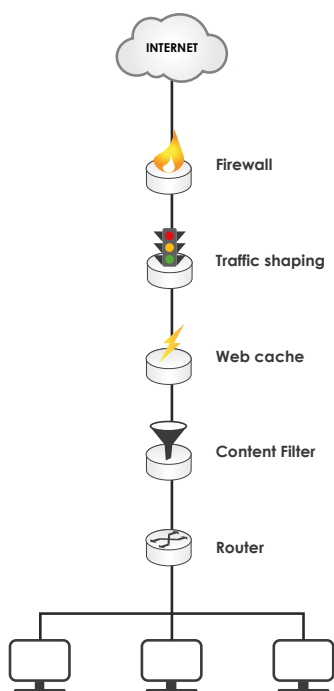 INTERNET
Firewall
Traffic shaping
Web cache
Content Filter
Router